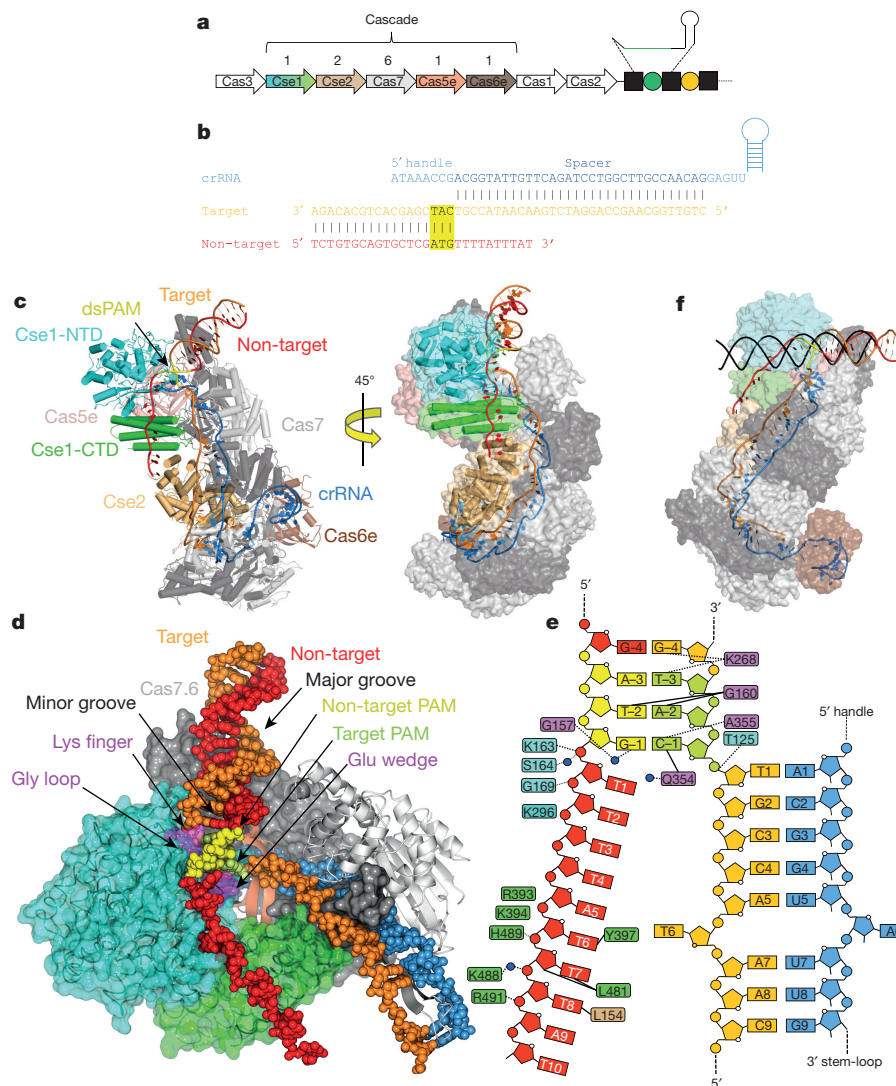 a
Cascade
1 2 6 1 1
Cas3 Cse1 Cse2 Cas7 Cas5e Cas6e Cas1 Cas2
b
5′ handle Spacer
crRNA AUAAACCGACGGUAUUGUUCAGAUCCUGGCUUGCCAACAGGAGUU
Target 3′ AGACACGTCACGAGCTACTGCCATAACAAGTCTAGGACCGAACGGTTGTC 5′
Non-target 5′ TCTGTGCAGTGCTCGATGTTTTATTTAT 3′
c
dsPAM
Target
Cse1-NTD
Non-target
Cas5e
Cas7
Cse1-CTD
Cse2
crRNA
Cas6e
45°
f
d
Target
Non-target
Cas7.6
Major groove
Minor groove
Non-target PAM
Lys finger
Target PAM
Gly loop
Glu wedge
e
5′ 3′
G-4 G–4
K268
A–3 T–3
G160
T–2 A–2
G157
A355
G–1 C–1
T125
5′ handle
K163
S164
Q354
G169
T1
K296
T2
T3
T4
A5
T6
T7
T8
A9
T10
R393
K394
H489
Y397
K488
L481
R491
L154
T1 A1
G2 C2
C3 G3
C4 G4
A5 U5
T6
A7 U7
A8 U8
C9 G9
3′ stem-loop
5′